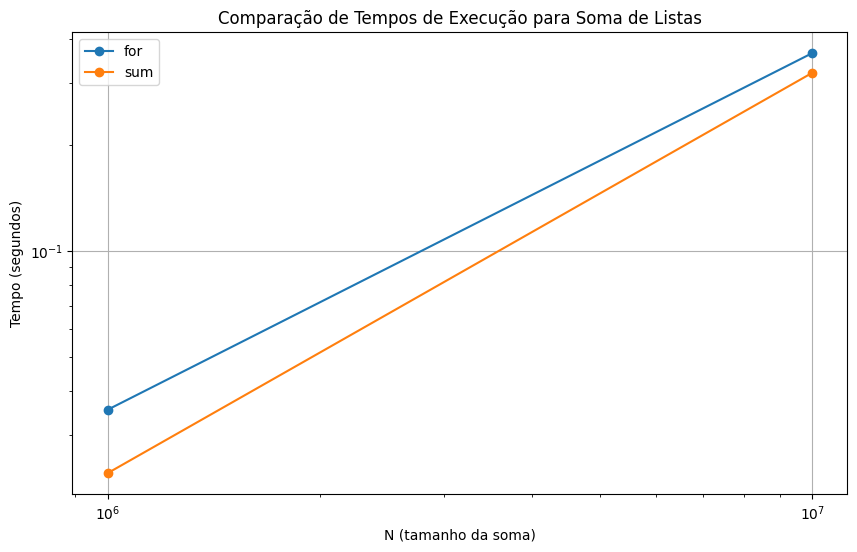 Comparação de Tempos de Execução para Soma de Listas
for
sum
Tempo (segundos)
10⁻¹
10⁶
10⁷
N (tamanho da soma)